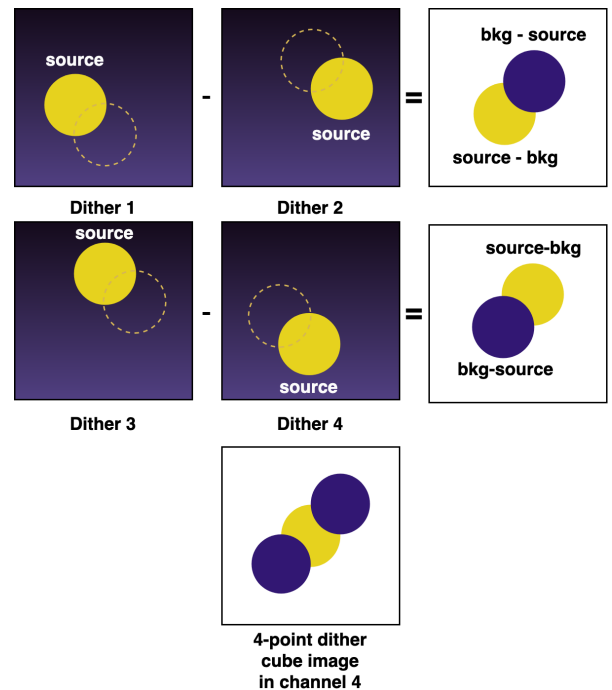 source
-
source
=
bkg - source
source - bkg
Dither 1
Dither 2
source
-
source
=
source-bkg
bkg-source
Dither 3
Dither 4
4-point dither
cube image
in channel 4